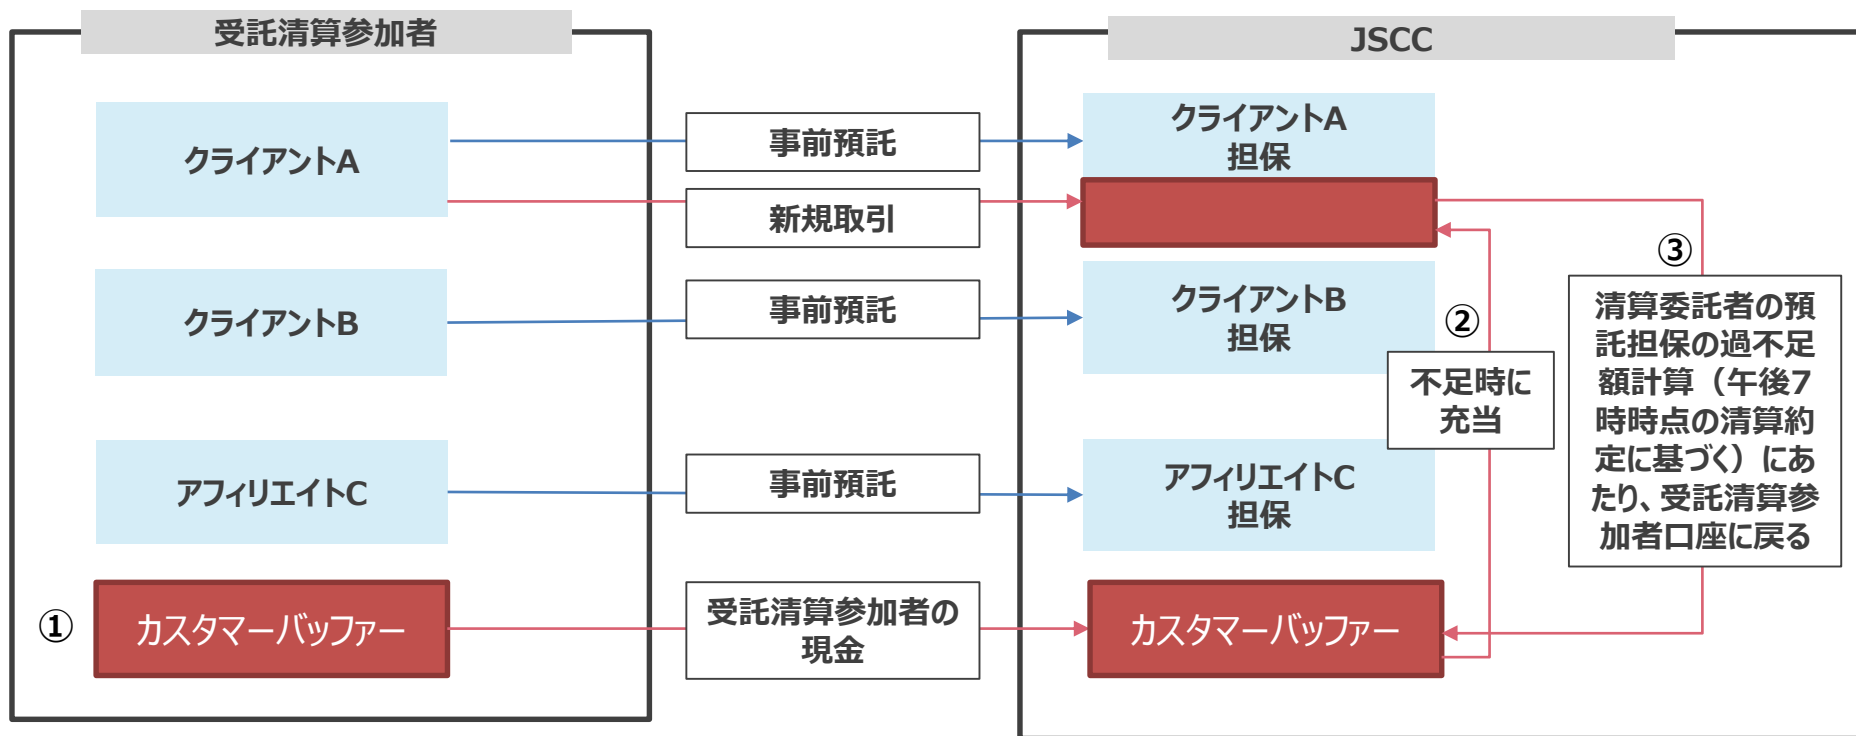 受託清算参加者
JSCC
クライアントA
事前預託
クライアントA
担保
新規取引
クライアントB
事前預託
クライアントB
担保
アフィリエイトC
事前預託
アフィリエイトC
担保
①
カスタマーバッファー
受託清算参加者の
現金
カスタマーバッファー
②
不足時に
充当
③
清算委託者の預
託担保の過不足
額計算（午後7
時時点の清算約
定に基づく）にあ
たり、受託清算参
加者口座に戻る